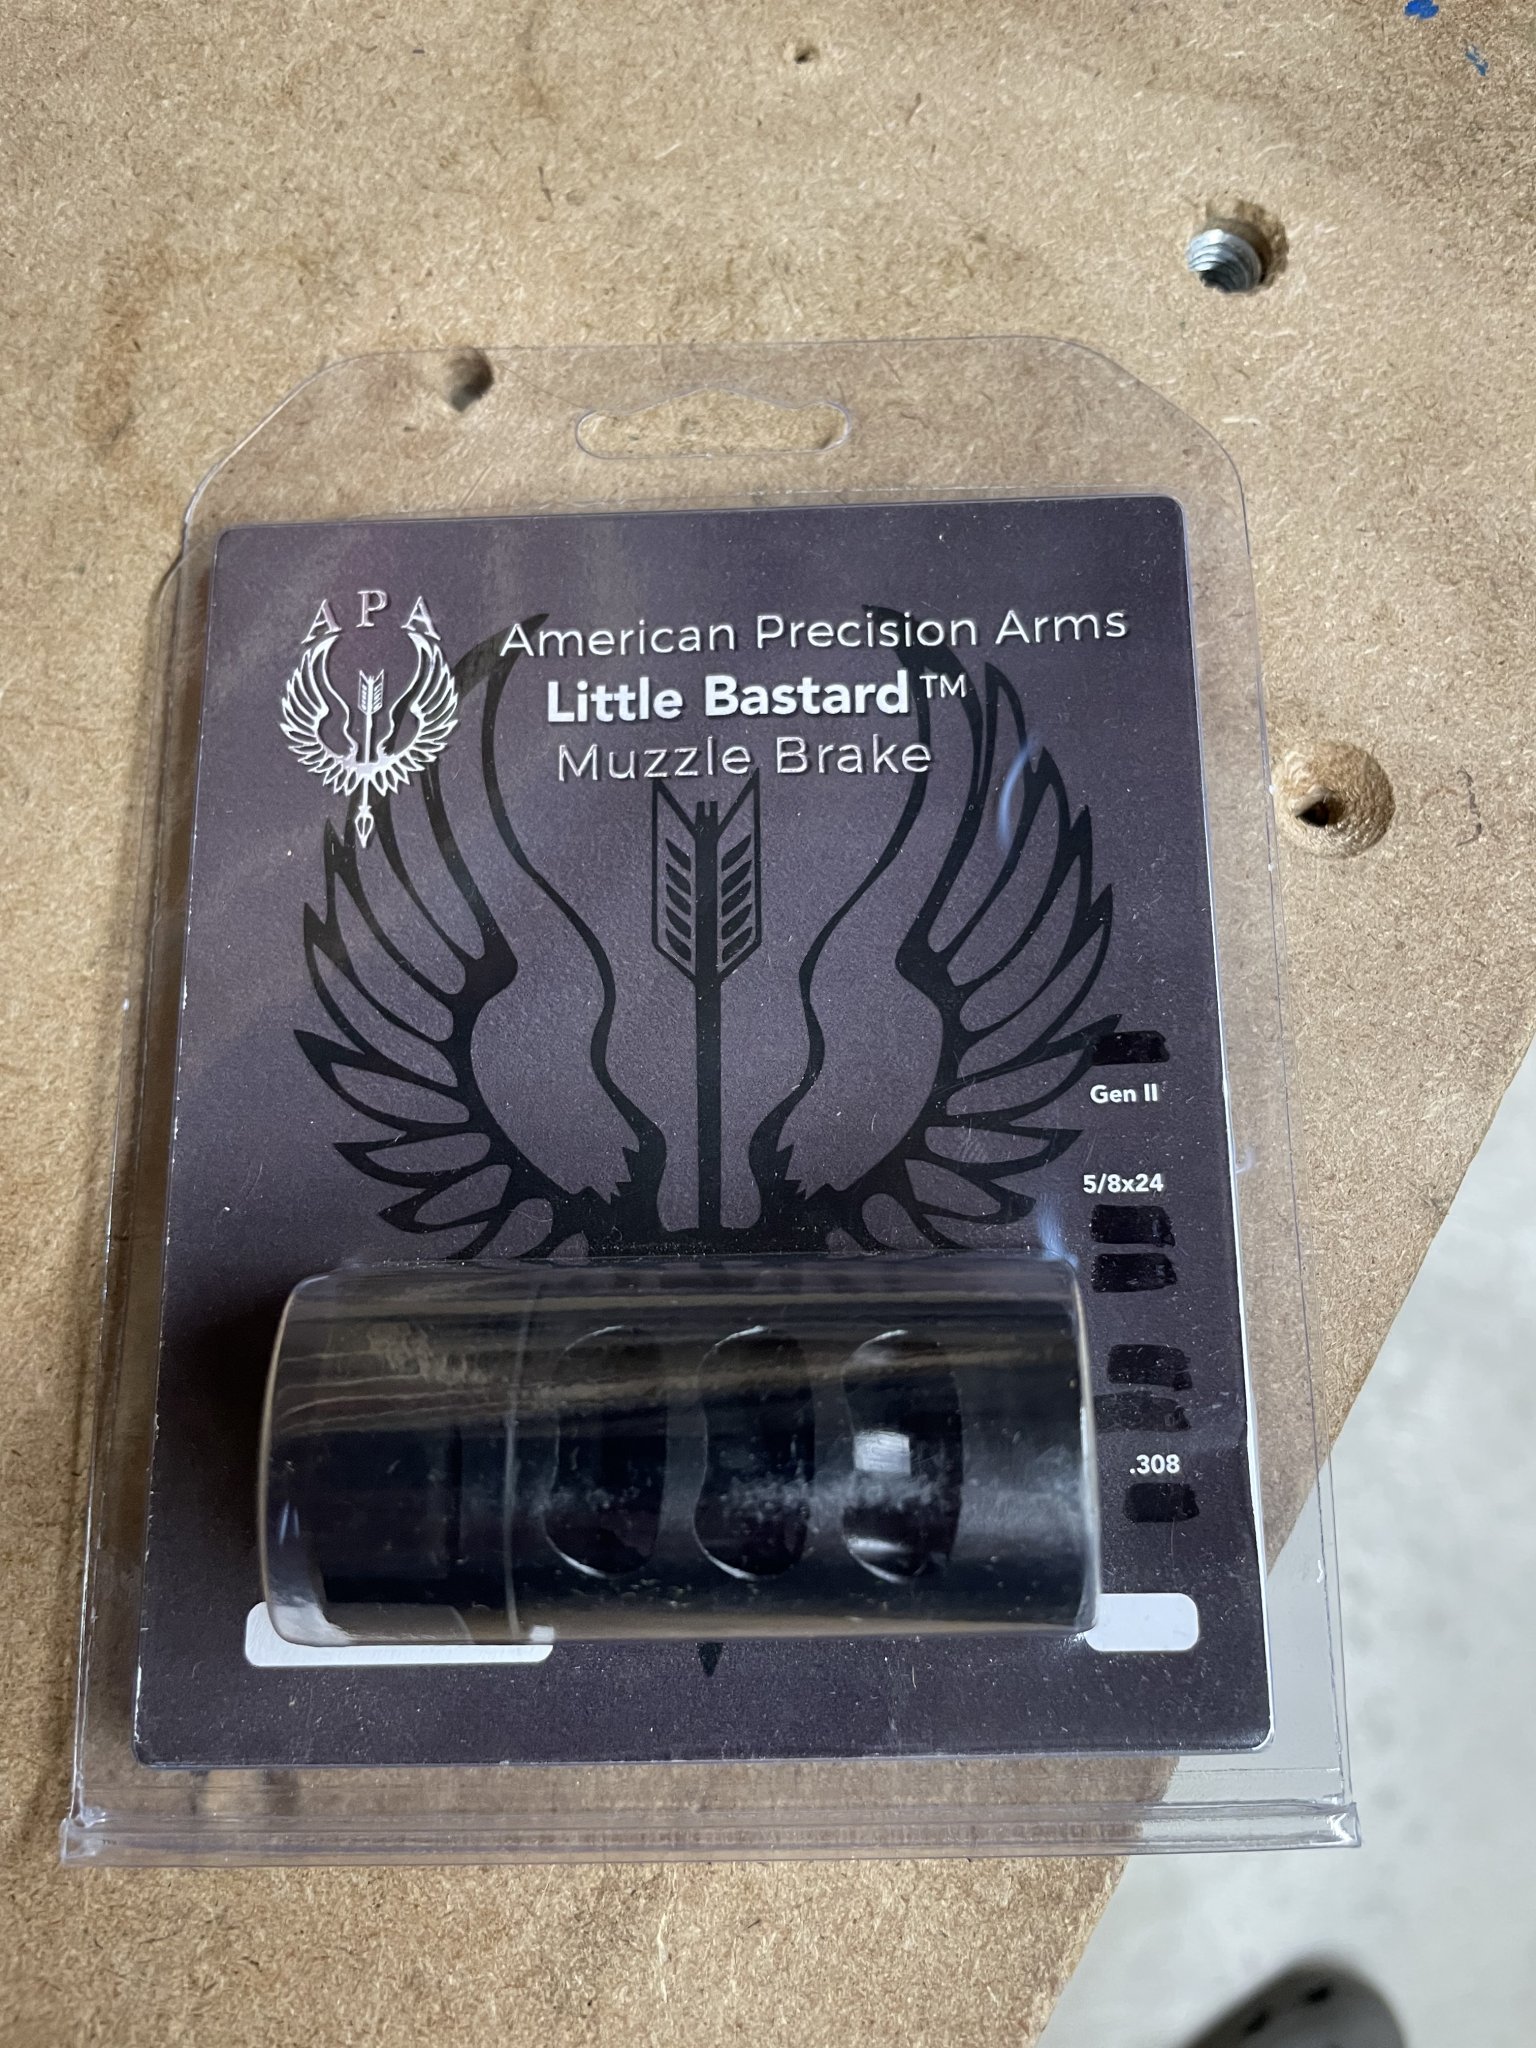 APA
American Precision Arms
Little Bastard™
Muzzle Brake
Gen II
5/8x24
.308